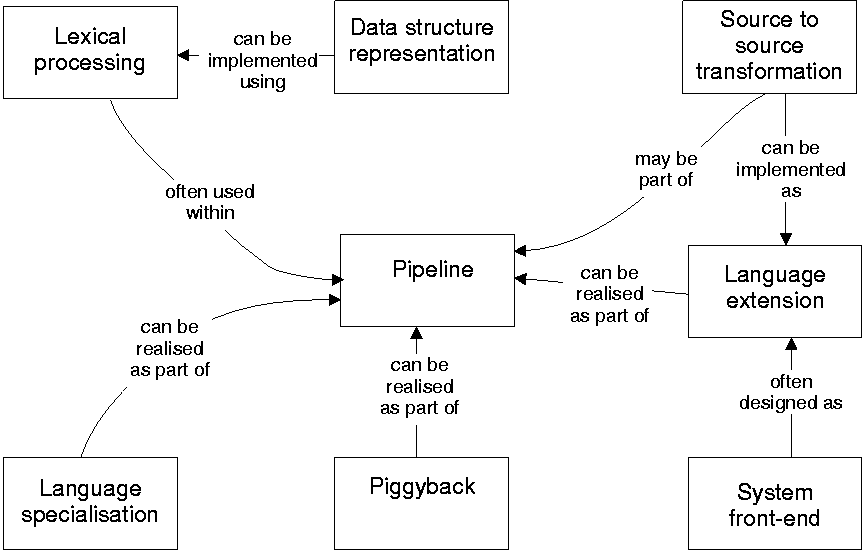 Lexical
processing
can be
implemented
using
Data structure
representation
Source to
source
transformation
often used
within
may be
part of
can be
implemented
as
Pipeline
can be
realised
as part of
Language
extension
can be
realised
as part of
can be
realised
as part of
often
designed as
Language
specialisation
Piggyback
System
front-end